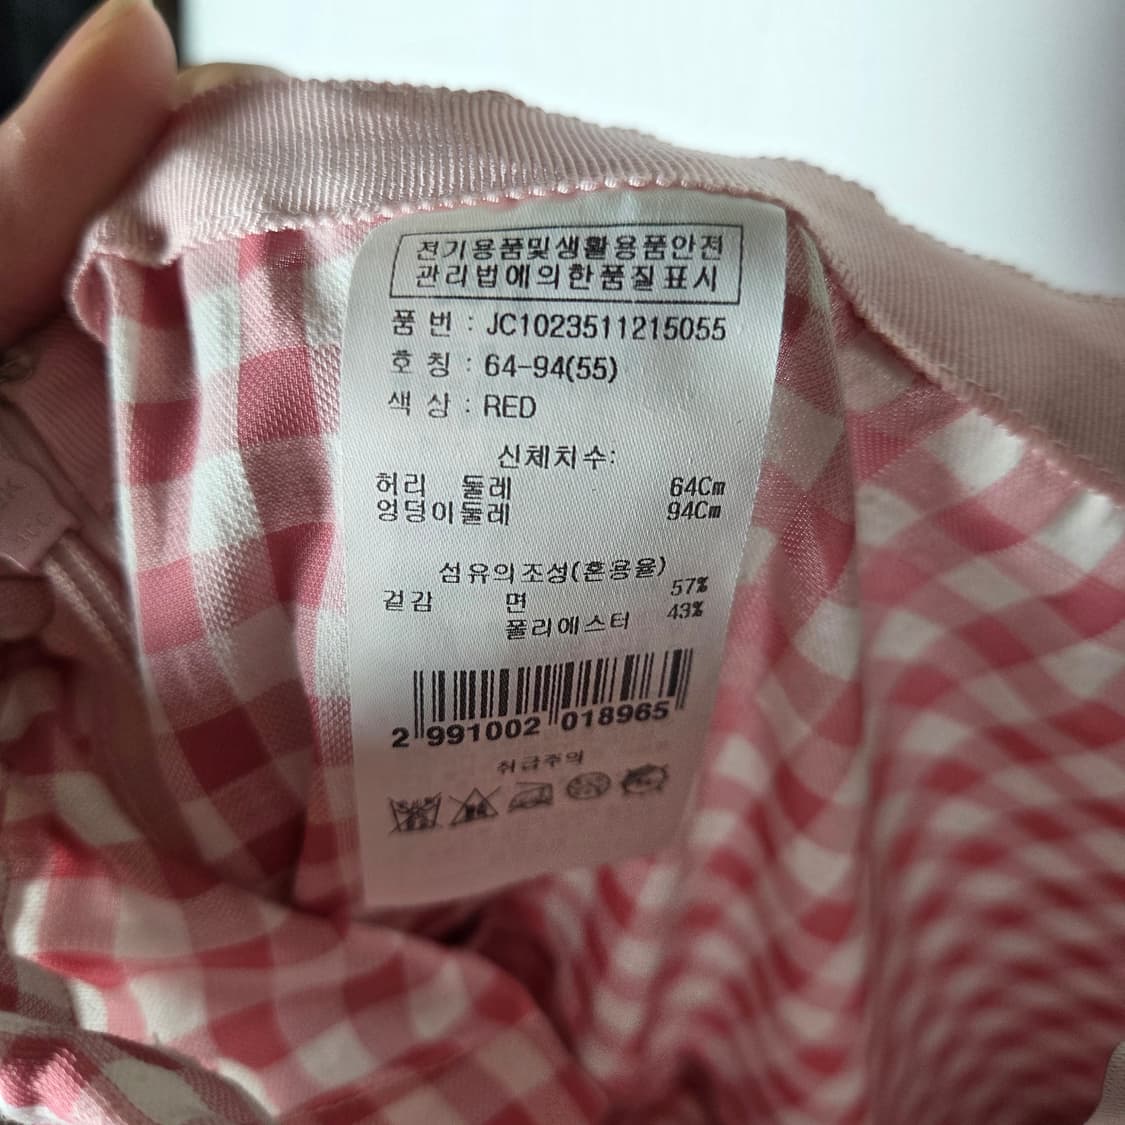 전기용품및생활용품안전
관리법에의한품질표시
품 번 : JC1023511215055
호 칭 : 64-94(55)
색 상 : RED
신체치수:
허리 둘레 64Cm
엉덩이둘레 94Cm
섬유의조성(혼용율)
겉감 면 57%
폴리에스터 43%
2 991002 018965
취급주의